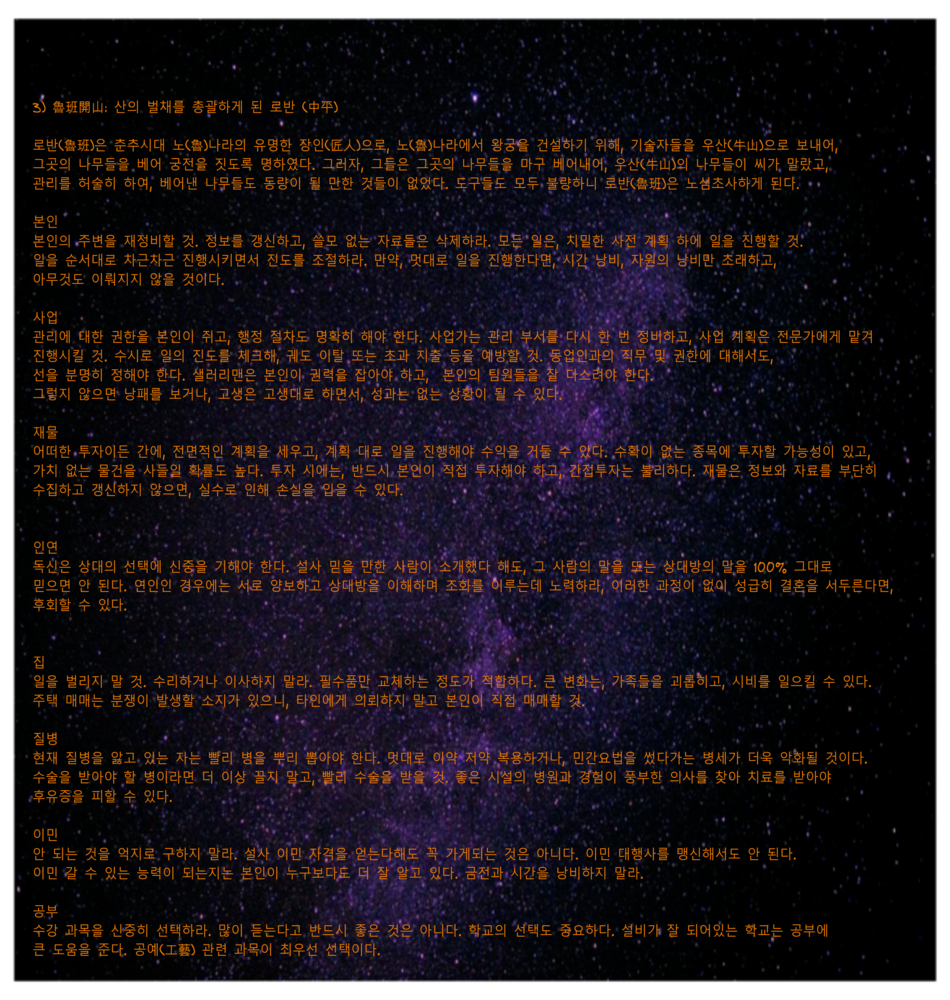 3) 魯班開山: 산의 벌채를 총괄하게 된 로반 (中平)
로반(魯班)은 춘추시대 노(魯)나라의 유명한 장인(匠人)으로, 노(魯)나라에서 왕궁을 건설하기 위해, 기술자들을 우산(牛山)으로 보내어,
그곳의 나무들을 베어 궁전을 짓도록 명하였다. 그러자, 그들은 그곳의 나무들을 마구 베어내어, 우산(牛山)의 나무들이 씨가 말랐고,
관리를 허술히 하여, 베어낸 나무들도 동량이 될 만한 것들이 없었다. 도구들도 모두 불량하니 로반(魯班)은 노심초사하게 된다.
본인
본인의 주변을 재정비할 것. 정보를 갱신하고, 쓸모 없는 자료들은 삭제하라. 모든 일은, 치밀한 사전 계획 하에 일을 진행할 것.
일을 순서대로 차근차근 진행시키면서 진도를 조절하라. 만약, 멋대로 일을 진행한다면, 시간 낭비, 자원의 낭비만 초래하고,
아무것도 이뤄지지 않을 것이다.
사업
관리에 대한 권한을 본인이 쥐고, 행정 절차도 명확히 해야 한다. 사업가는 관리 부서를 다시 한 번 정버하고, 사업 계획은 전문가에게 맡겨
진행시킬 것. 수시로 일의 진도를 체크해, 궤도 이탈 또는 초과 지출 등을 예방할 것. 동업인과의 직무 및 권한에 대해서도,
선을 분명히 정해야 한다. 샐러리맨은 본인이 권력을 잡아야 하고, 본인의 팀원들을 잘 다스려야 한다.
그렇지 않으면 낭패를 보거나, 고생은 고생대로 하면서, 성과는 없는 상황이 될 수 있다.
재물
어떠한 투자이든 간에, 전면적인 계획을 세우고, 계획 대로 일을 진행해야 수익을 거둘 수 있다. 수확이 없는 종목에 투자할 가능성이 있고,
가치 없는 물건을 사들일 확률도 높다. 투자 시에는, 반드시 본인이 직접 투자해야 하고, 간접투자는 불리하다. 재물은 정보와 자료를 부단히
수집하고 갱신하지 않으면, 실수로 인해 손실을 입을 수 있다.
인연
독신은 상대의 선택에 신중을 기해야 한다. 설사 믿을 만한 사람이 소개했다 해도, 그 사람의 말을 또는 상대방의 말을 100% 그대로
믿으면 안 된다. 연인인 경우에는 서로 양보하고 상대방을 이해하며 조화를 이루는데 노력하라, 이러한 과정이 없이 성급히 결혼을 서두른다면,
후회할 수 있다.
집
일을 벌리지 말 것. 수리하거나 이사하지 말라. 필수품만 교체하는 정도가 적합하다. 큰 변화는, 가족들을 괴롭히고, 시비를 일으킬 수 있다.
주택 매매는 분쟁이 발생할 소지가 있으니, 타인에게 의뢰하지 말고 본인이 직접 매매할 것.
질병
현재 질병을 앓고 있는 자는 빨리 병을 뿌리 뽑아야 한다. 멋대로 이약 저약 복용하거나, 민간요법을 썼다가는 병세가 더욱 악화될 것이다.
수술을 받아야 할 병이라면 더 이상 끌지 말고, 빨리 수술을 받을 것. 좋은 시설의 병원과 경험이 풍부한 의사를 찾아 치료를 받아야
후유증을 피할 수 있다.
이민
안 되는 것을 억지로 구하지 말라. 설사 이민 자격을 얻는다해도 꼭 가게되는 것은 아니다. 이민 대행사를 맹신해서도 안 된다.
이민 갈 수 있는 능력이 되는지는 본인이 누구보다도 더 잘 알고 있다. 금전과 시간을 낭비하지 말라.
공부
수강 과목을 신중히 선택하라. 많이 듣는다고 반드시 좋은 것은 아니다. 학교의 선택도 중요하다. 설비가 잘 되어있는 학교는 공부에
큰 도움을 준다. 공예(工藝) 관련 과목이 최우선 선택이다.